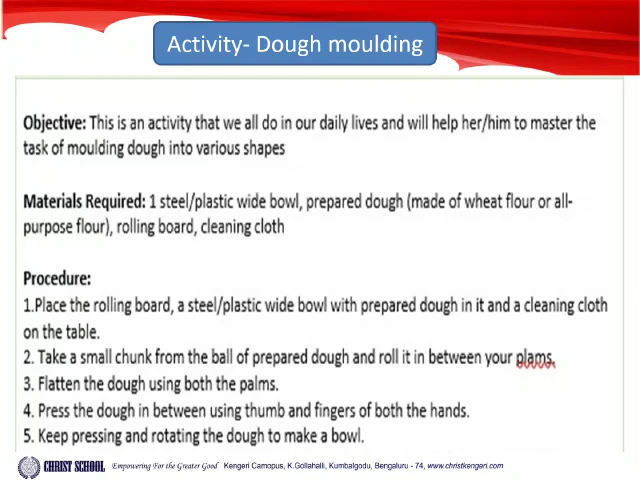 Activity- Dough moulding
Objective: This is an activity that we all do in our daily lives and will help her/him to master the
task of moulding dough into various shapes
Materials Required: 1 steel/plastic wide bowl, prepared dough (made of wheat flour or all-
purpose flour), rolling board, cleaning cloth
Procedure:
1.Place the rolling board, a steel/plastic wide bowl with prepared dough in it and a cleaning cloth
on the table.
2. Take a small chunk from the ball of prepared dough and roll it in between your plams.
3. Flatten the dough using both the palms.
4. Press the dough in between using thumb and fingers of both the hands.
5. Keep pressing and rotating the dough to make a bowl.
CHRIST SCHOOL Empowering For the Greater Good Kengeri Camopus, K.Gollahalli, Kumbalgodu, Bengaluru - 74, www.christkengeri.com